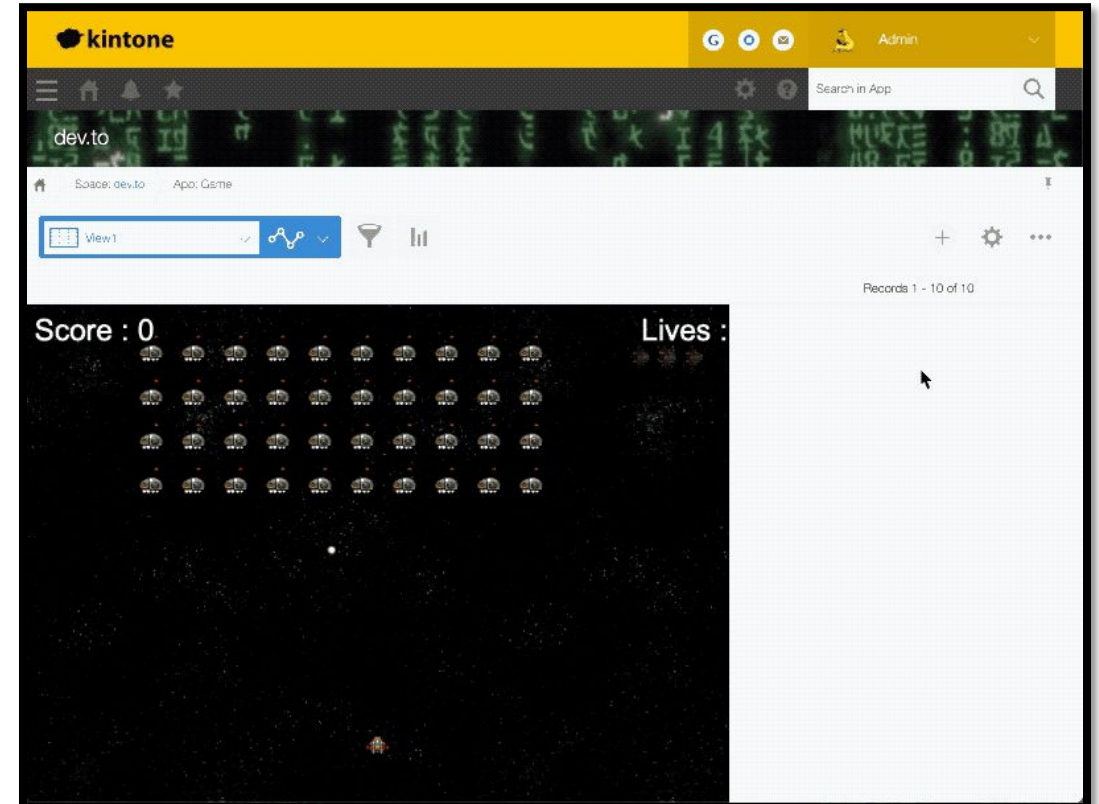 kintone
G
Admin
Search in App
dev.to
Space: dev.to App: Game
View1
Records 1 - 10 of 10
Score : 0
Lives :